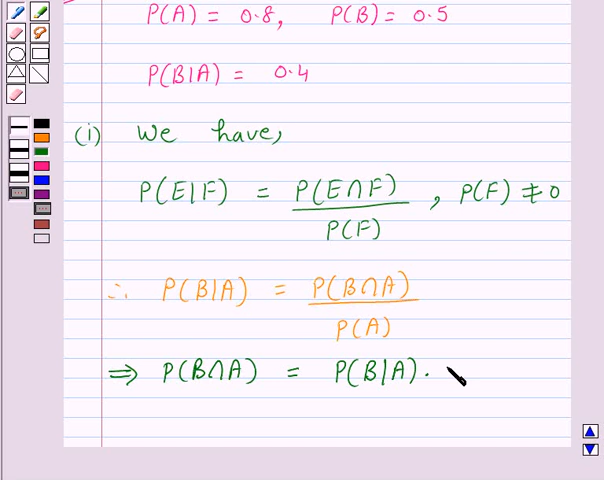 P(A) = 0.8, P(B) = 0.5
P(B|A) = 0.4
(i) We have,
P(E|F) = P(E∩F) / P(F), P(F) ≠ 0
∴ P(B|A) = P(B∩A) / P(A)
⇒ P(B∩A) = P(B|A) ·